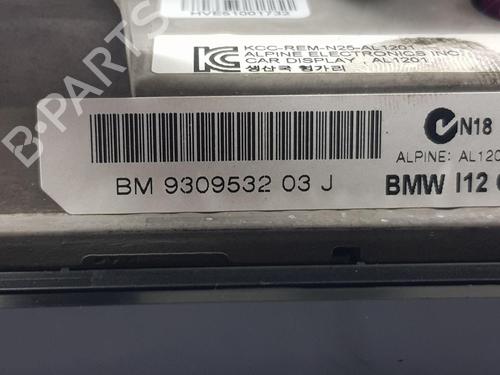 HVE61001732
KCC-REM-N25-AL1201
ALPINE ELECTRONICS INC.
CAR DISPLAY / AL1201
생산국 헝가리
N18
ALPINE: AL120
BM 9309532 03 J
BMW I12
B-PARTS